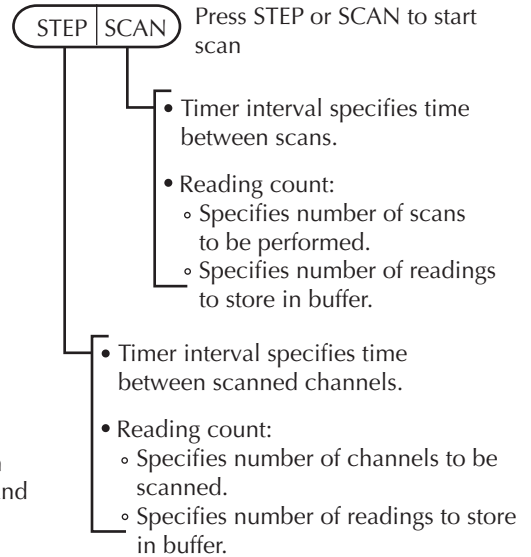 STEP SCAN
Press STEP or SCAN to start
scan
• Timer interval specifies time
between scans.
• Reading count:
∘ Specifies number of scans
to be performed.
∘ Specifies number of readings
to store in buffer.
• Timer interval specifies time
between scanned channels.
• Reading count:
∘ Specifies number of channels to be
scanned.
∘ Specifies number of readings to store
in buffer.